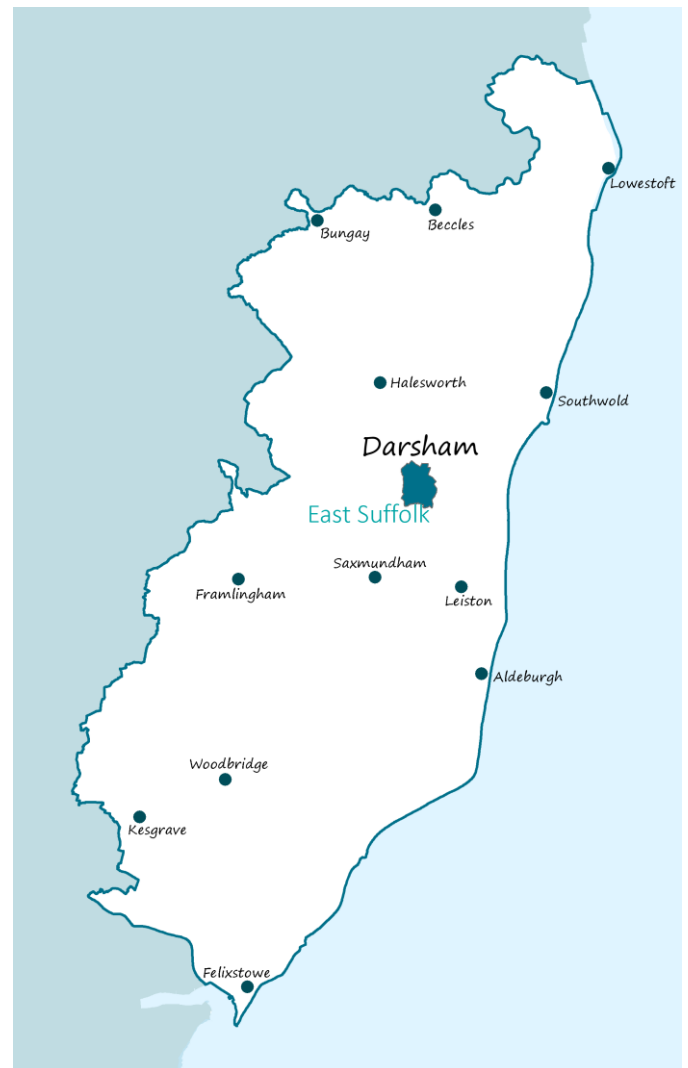 Lowestoft
Beccles
Bungay
Halesworth
Southwold
Darsham
East Suffolk
Saxmundham
Framlingham
Leiston
Aldeburgh
Woodbridge
Kesgrave
Felixstowe